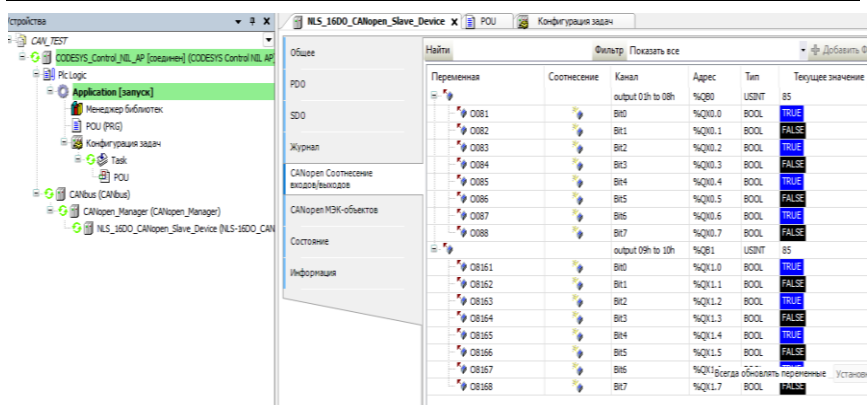 Устройства
NLS_16DO_CANopen_Slave_Device X POU Конфигурация задач
CAN_TEST
CODESYS_Control_NIL_AP [соединен] (CODESYS Control NIL AP
Plc Logic
Application [запуск]
Менеджер библиотек
POU (PRG)
Конфигурация задач
Task
POU
CANbus (CANbus)
CANopen_Manager (CANopen_Manager)
NLS_16DO_CANopen_Slave_Device (NLS-16DO_CAN
Общее
PDO
SDO
Журнал
CANopen Соотнесение
входов/выходов
CANopen МЭК-объектов
Состояние
Информация
Найти Фильтр Показать все Добавить Ф
Переменная Соотнесение Канал Адрес Тип Текущее значение
output 01h to 08h %QB0 USINT 85
O081 Bit0 %QX0.0 BOOL TRUE
O082 Bit1 %QX0.1 BOOL FALSE
O083 Bit2 %QX0.2 BOOL TRUE
O084 Bit3 %QX0.3 BOOL FALSE
O085 Bit4 %QX0.4 BOOL TRUE
O086 Bit5 %QX0.5 BOOL FALSE
O087 Bit6 %QX0.6 BOOL TRUE
O088 Bit7 %QX0.7 BOOL FALSE
output 09h to 10h %QB1 USINT 85
O8161 Bit0 %QX1.0 BOOL TRUE
O8162 Bit1 %QX1.1 BOOL FALSE
O8163 Bit2 %QX1.2 BOOL TRUE
O8164 Bit3 %QX1.3 BOOL FALSE
O8165 Bit4 %QX1.4 BOOL TRUE
O8166 Bit5 %QX1.5 BOOL FALSE
O8167 Bit6 Всегда обновлять переменные Установк
O8168 Bit7 %QX1.7 BOOL FALSE